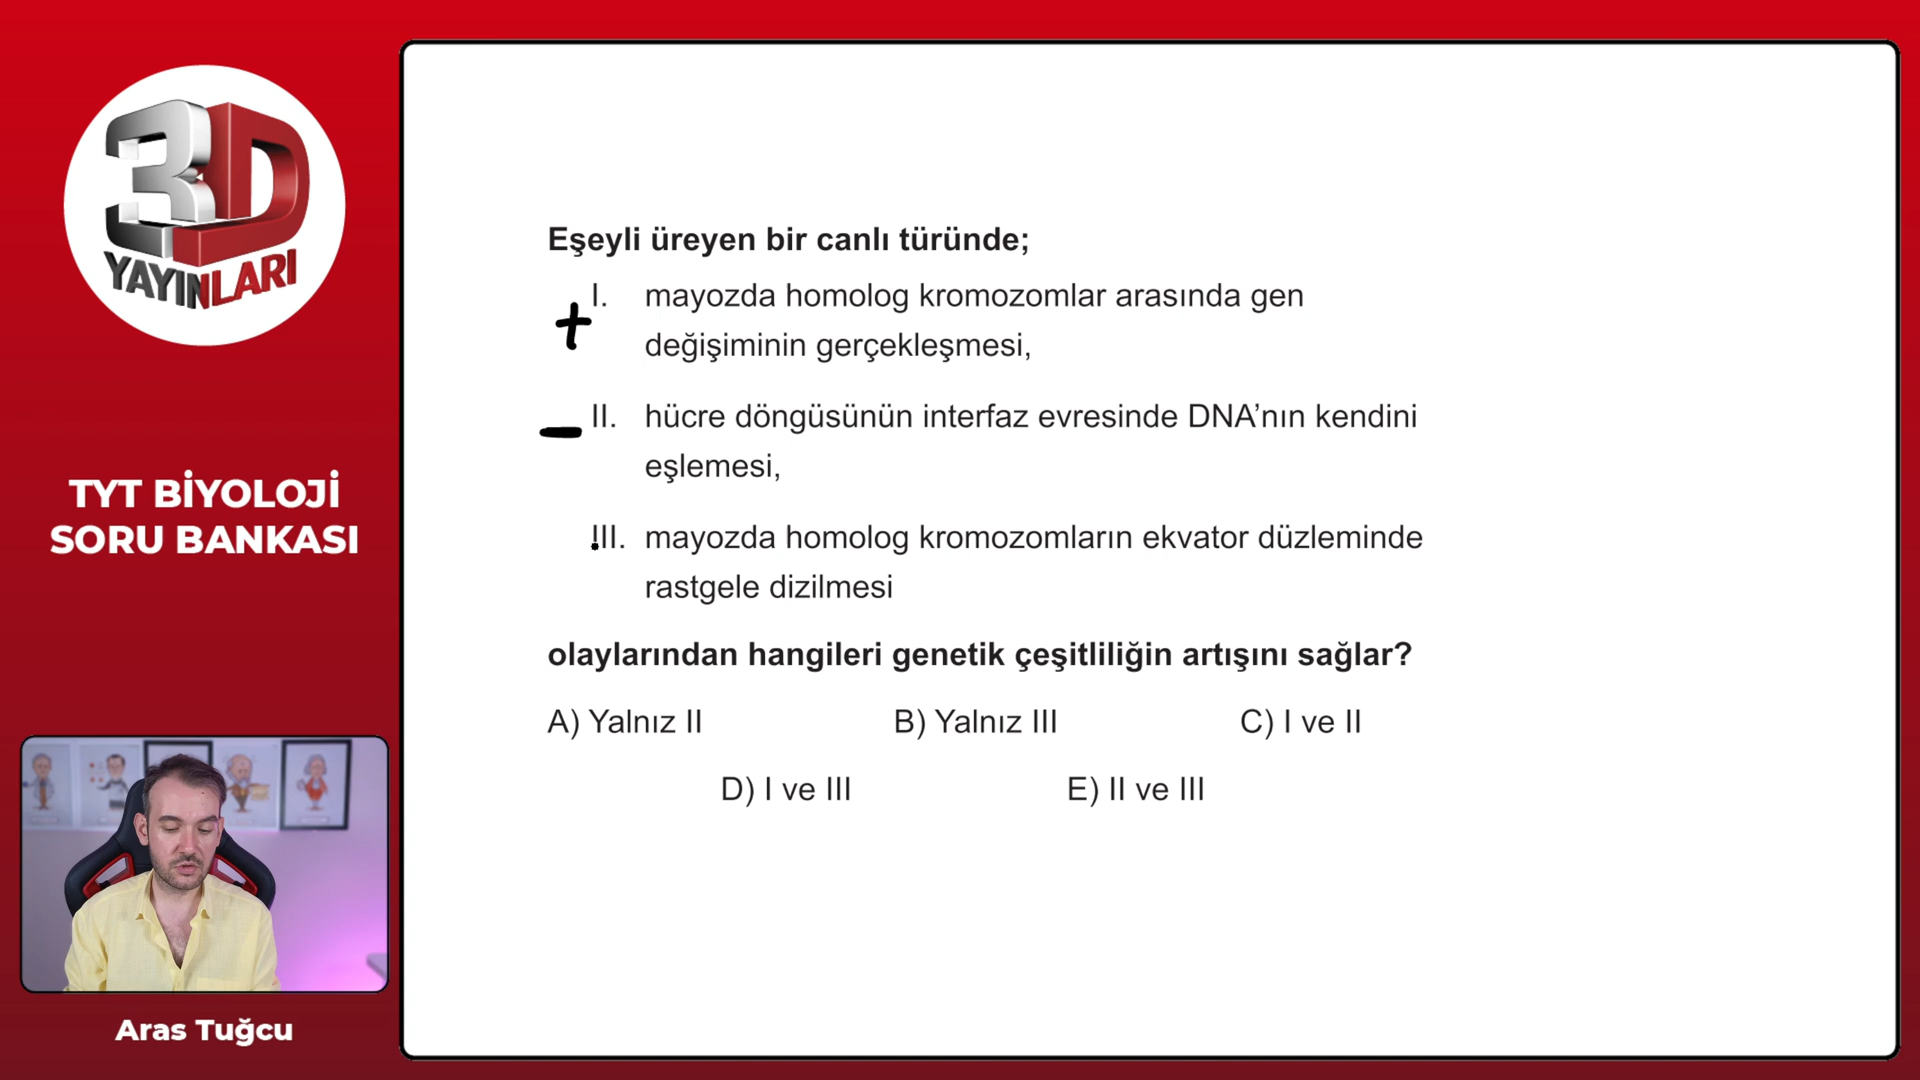 3D
YAYINLARI
TYT BİYOLOJİ
SORU BANKASI
Aras Tuğcu
Eşeyli üreyen bir canlı türünde;
+ I. mayozda homolog kromozomlar arasında gen
değişiminin gerçekleşmesi,
– II. hücre döngüsünün interfaz evresinde DNA’nın kendini
eşlemesi,
III. mayozda homolog kromozomların ekvator düzleminde
rastgele dizilmesi
olaylarından hangileri genetik çeşitliliğin artışını sağlar?
A) Yalnız II B) Yalnız III C) I ve II
D) I ve III E) II ve III